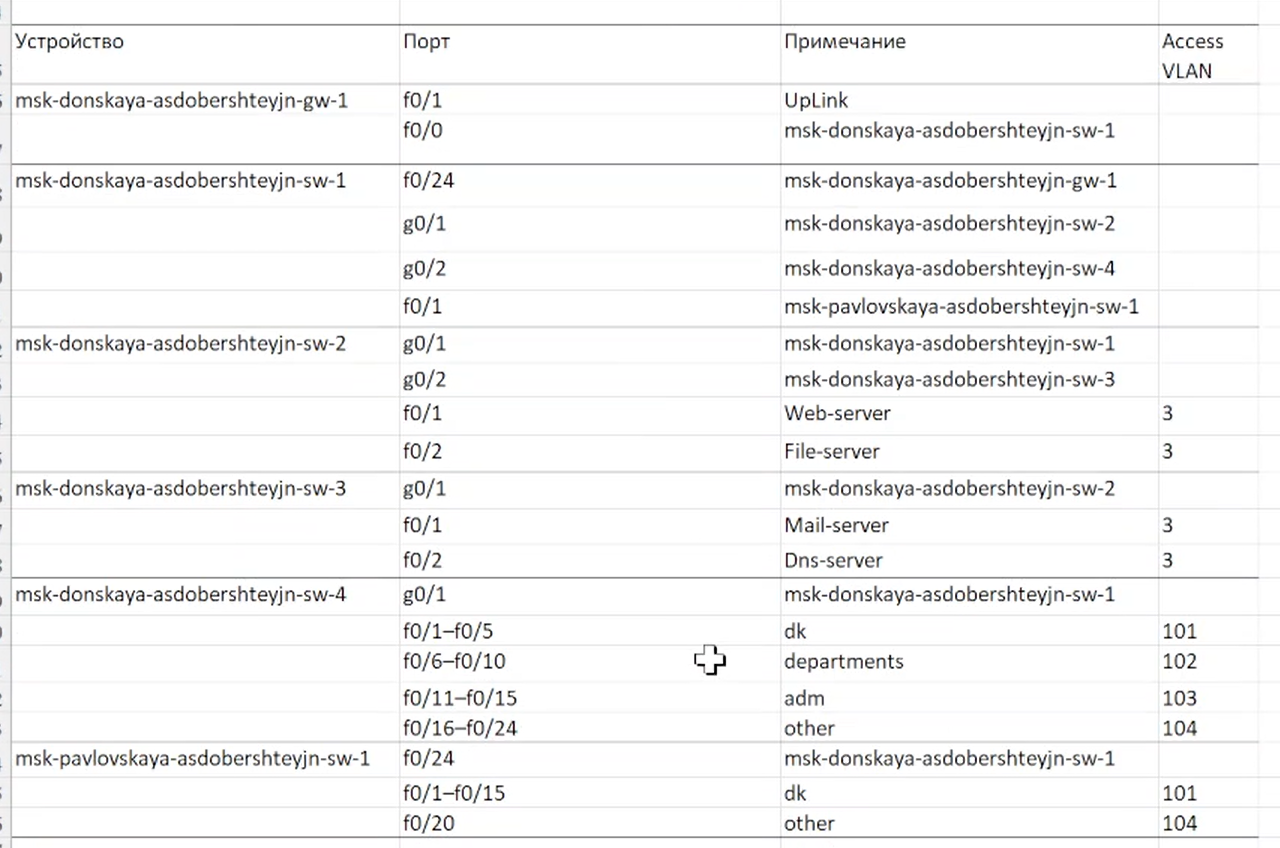 Устройство Порт Примечание Access
VLAN
msk-donskaya-asdobershteyjn-gw-1 f0/1 UpLink
f0/0 msk-donskaya-asdobershteyjn-sw-1
msk-donskaya-asdobershteyjn-sw-1 f0/24 msk-donskaya-asdobershteyjn-gw-1
g0/1 msk-donskaya-asdobershteyjn-sw-2
g0/2 msk-donskaya-asdobershteyjn-sw-4
f0/1 msk-pavlovskaya-asdobershteyjn-sw-1
msk-donskaya-asdobershteyjn-sw-2 g0/1 msk-donskaya-asdobershteyjn-sw-1
g0/2 msk-donskaya-asdobershteyjn-sw-3
f0/1 Web-server 3
f0/2 File-server 3
msk-donskaya-asdobershteyjn-sw-3 g0/1 msk-donskaya-asdobershteyjn-sw-2
f0/1 Mail-server 3
f0/2 Dns-server 3
msk-donskaya-asdobershteyjn-sw-4 g0/1 msk-donskaya-asdobershteyjn-sw-1
f0/1–f0/5 dk 101
f0/6–f0/10 departments 102
f0/11–f0/15 adm 103
f0/16–f0/24 other 104
msk-pavlovskaya-asdobershteyjn-sw-1 f0/24 msk-donskaya-asdobershteyjn-sw-1
f0/1–f0/15 dk 101
f0/20 other 104